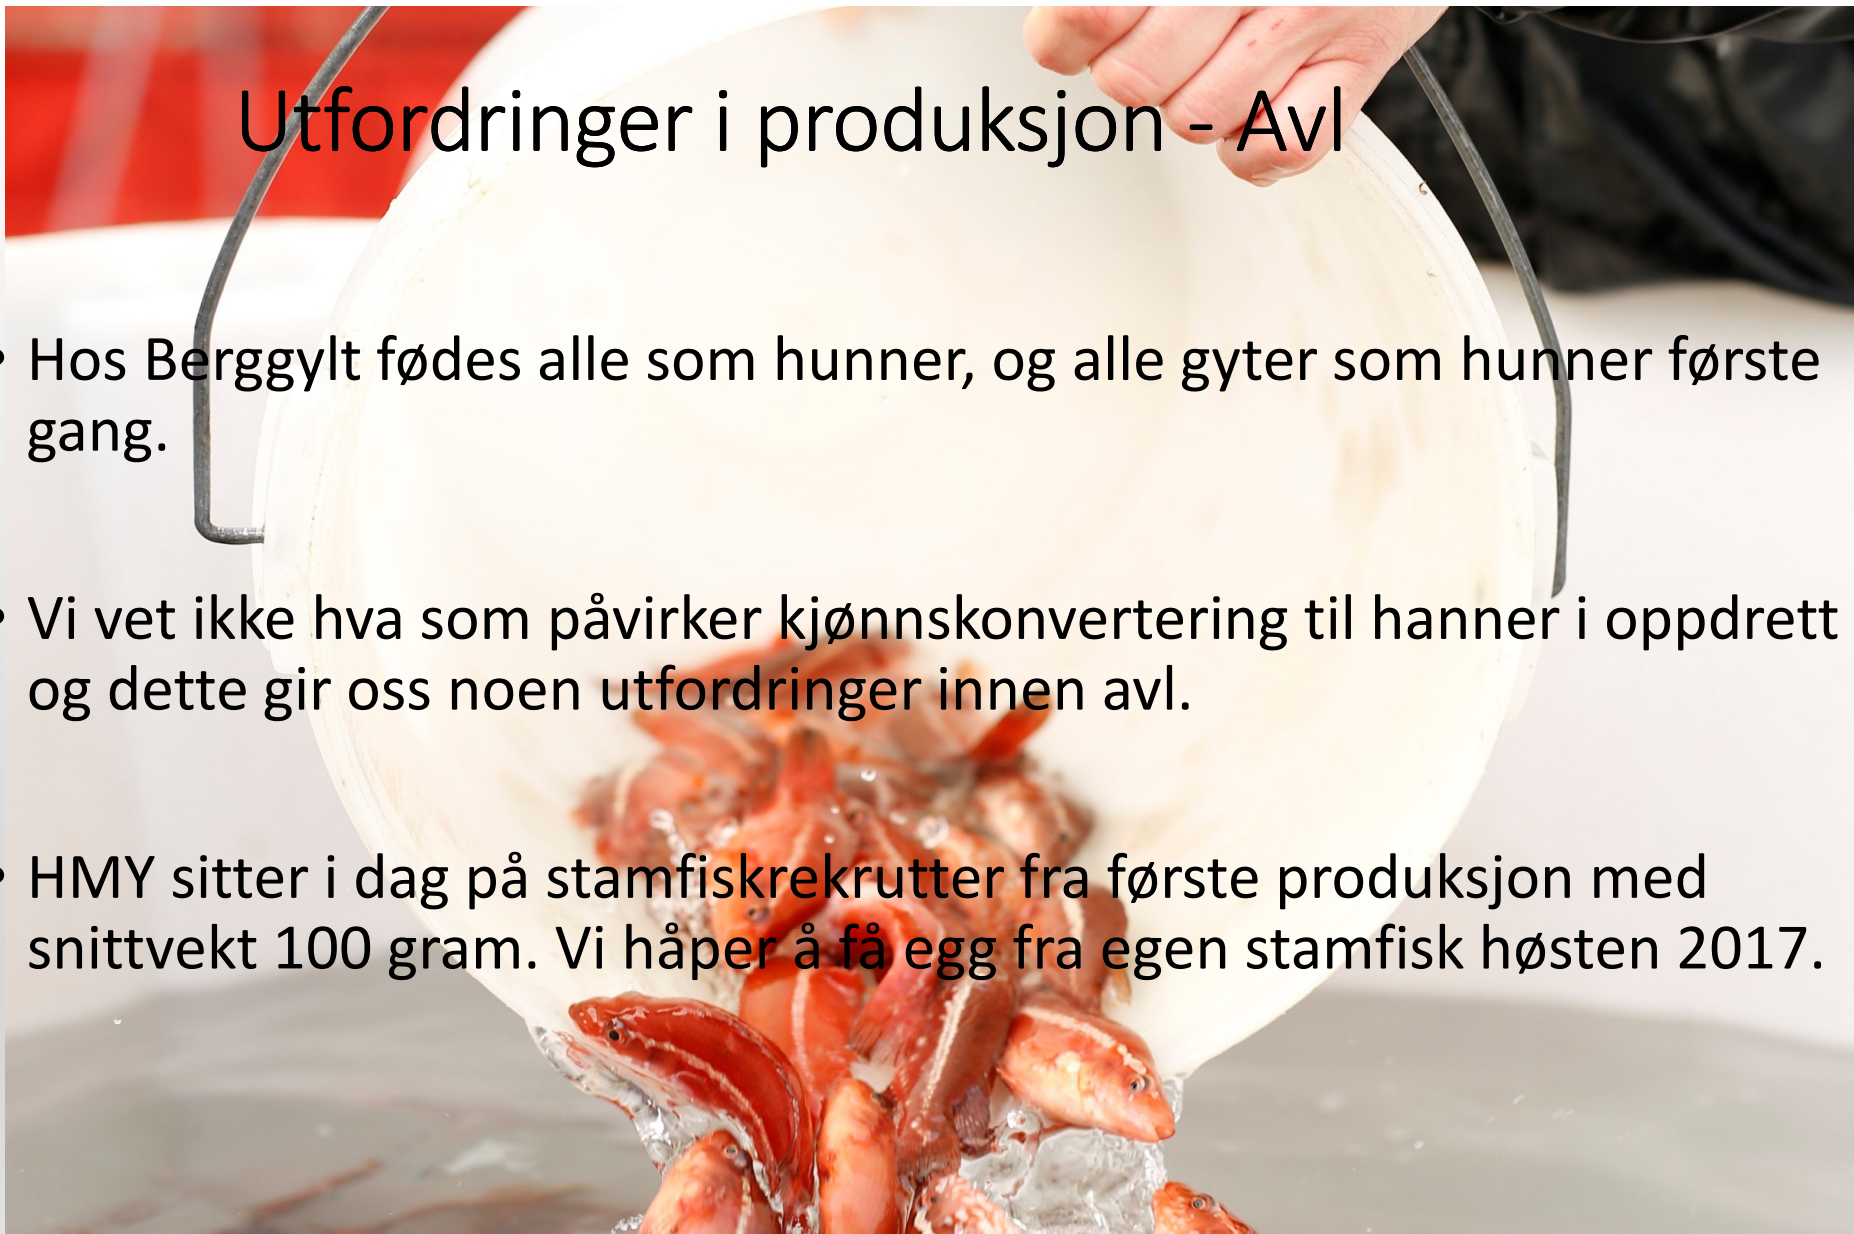 Utfordringer i produksjon - Avl
• Hos Berggylt fødes alle som hunner, og alle gyter som hunner første
gang.
• Vi vet ikke hva som påvirker kjønnskonvertering til hanner i oppdrett
og dette gir oss noen utfordringer innen avl.
• HMY sitter i dag på stamfiskrekrutter fra første produksjon med
snittvekt 100 gram. Vi håper å få egg fra egen stamfisk høsten 2017.